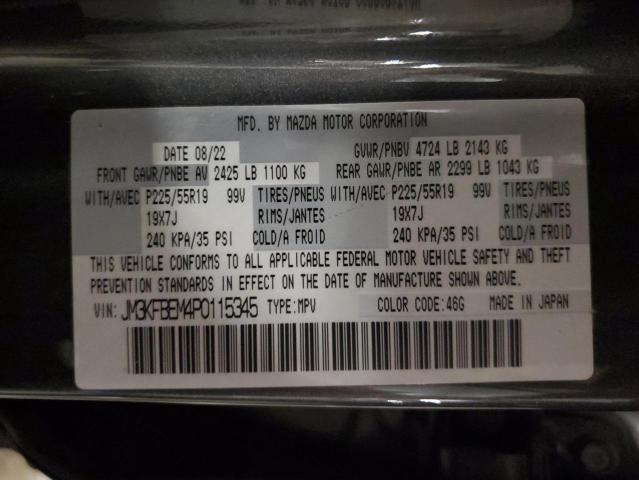 MFD. BY MAZDA MOTOR CORPORATION
DATE 08/22 GVWR/PNBV 4724 LB 2143 KG
FRONT GAWR/PNBE AV 2425 LB 1100 KG REAR GAWR/PNBE AR 2299 LB 1043 KG
WITH/AVEC P225/55R19 99V TIRES/PNEUS WITH/AVEC P225/55R19 99V TIRES/PNEUS
19X7J RIMS/JANTES 19X7J RIMS/JANTES
240 KPA/35 PSI COLD/A FROID 240 KPA/35 PSI COLD/A FROID
THIS VEHICLE CONFORMS TO ALL APPLICABLE FEDERAL MOTOR VEHICLE SAFETY AND THEFT
PREVENTION STANDARDS IN EFFECT ON THE DATE OF MANUFACTURE SHOWN ABOVE.
VIN: JM3KFBEM4P0115345 TYPE:MPV COLOR CODE:46G MADE IN JAPAN